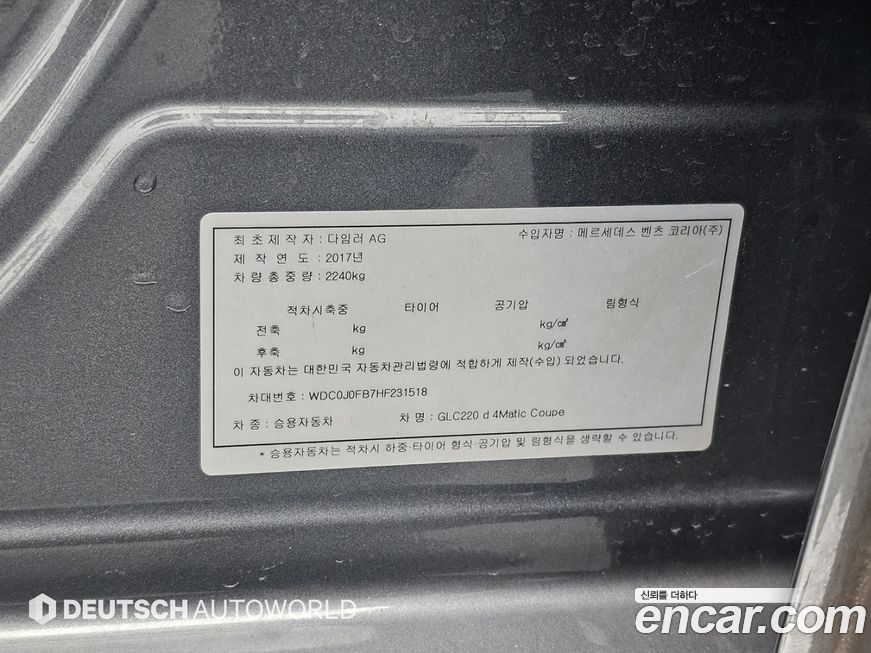 최초제작자 : 다임러 AG 수입자명 : 메르세데스 벤츠 코리아(주)
제작연도 : 2017년
차량총중량 : 2240kg
적차시축중 타이어 공기압 림형식
전축 kg kg/㎠
후축 kg kg/㎠
이 자동차는 대한민국 자동차관리법령에 적합하게 제작(수입) 되었습니다.
차대번호 : WDC0J0FB7HF231518
차종 : 승용자동차 차명 : GLC220 d 4Matic Coupe
* 승용자동차는 적차시 하중·타이어 형식·공기압 및 림형식을 생략할 수 있습니다.
DEUTSCH AUTOWORLD
신뢰를 더하다
encar.com